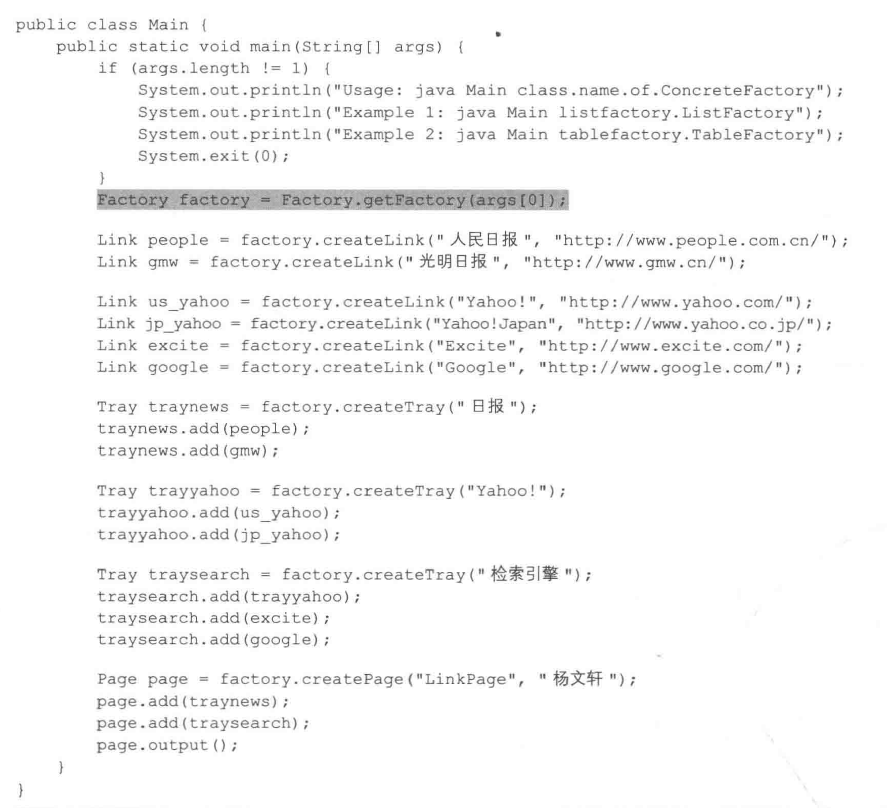 public class Main {
    public static void main(String[] args) {
        if (args.length != 1) {
            System.out.println("Usage: java Main class.name.of.ConcreteFactory");
            System.out.println("Example 1: java Main listfactory.ListFactory");
            System.out.println("Example 2: java Main tablefactory.TableFactory");
            System.exit(0);
        }
        Factory factory = Factory.getFactory(args[0]);

        Link people = factory.createLink("人民日报", "http://www.people.com.cn/");
        Link gmw = factory.createLink("光明日报", "http://www.gmw.cn/");

        Link us_yahoo = factory.createLink("Yahoo!", "http://www.yahoo.com/");
        Link jp_yahoo = factory.createLink("Yahoo!Japan", "http://www.yahoo.co.jp/");
        Link excite = factory.createLink("Excite", "http://www.excite.com/");
        Link google = factory.createLink("Google", "http://www.google.com/");

        Tray traynews = factory.createTray("日报");
        traynews.add(people);
        traynews.add(gmw);

        Tray trayyahoo = factory.createTray("Yahoo!");
        trayyahoo.add(us_yahoo);
        trayyahoo.add(jp_yahoo);

        Tray traysearch = factory.createTray("检索引擎");
        traysearch.add(trayyahoo);
        traysearch.add(excite);
        traysearch.add(google);

        Page page = factory.createPage("LinkPage", "杨文轩");
        page.add(traynews);
        page.add(traysearch);
        page.output();
    }
}